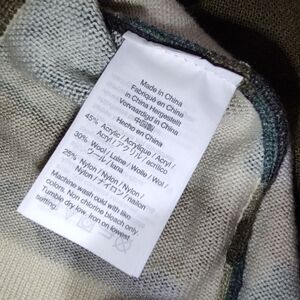 Made in China
Fabriqué en Chine
in China Hergestellt
Vervaardigd in China
中国製
Hecho en China
45% Acrylic / Acrylique / Acryl /
Acryl / アクリル / acrílico
30% Wool / Laine / Wolle / Wol /
ウール / lana
25% Nylon / Nylon / Nylon /
Nylon / ナイロン / nailan
Machine wash cold with like
colors. Non chlorine bleach only
Tumble dry low. Iron on lowest
setting.